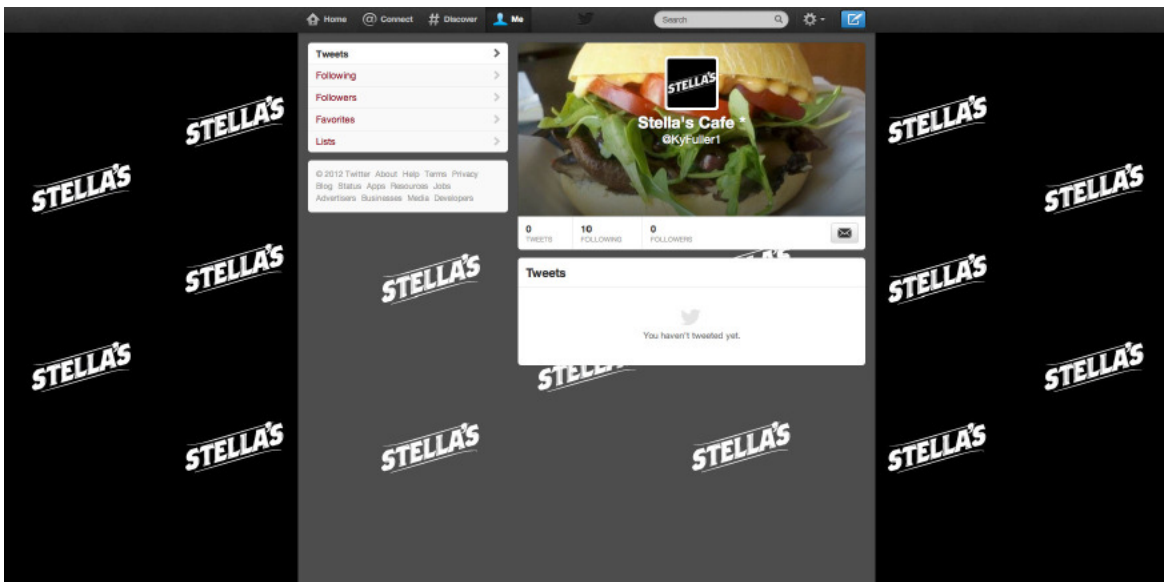 Home @ Connect # Discover Me Search
Tweets
Following
Followers
Favorites
Lists
© 2012 Twitter About Help Terms Privacy
Blog Status Apps Resources Jobs
Advertisers Businesses Media Developers
STELLA'S
Stella's Cafe *
@KyFuller1
0 10 0
TWEETS FOLLOWING FOLLOWERS
Tweets
You haven't tweeted yet.
STELLA'S
STELLA'S
STELLA'S
STELLA'S
STELLA'S
STELLA'S
STELLA'S
STELLA'S
STELLA'S
STELLA'S
STELLA'S
STELLA'S
STELLA'S